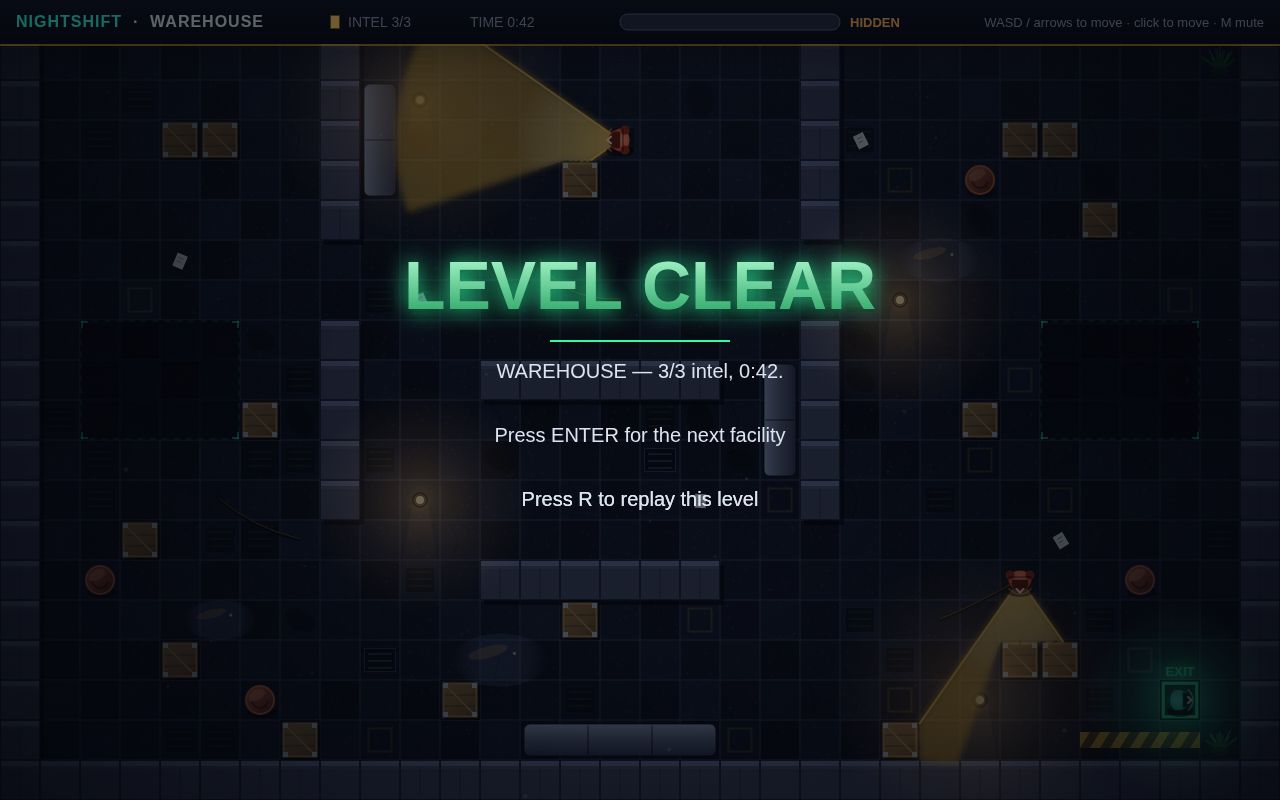 NIGHTSHIFT · WAREHOUSE INTEL 3/3 TIME 0:42 HIDDEN WASD / arrows to move · click to move · M mute
LEVEL CLEAR
WAREHOUSE — 3/3 intel, 0:42.
Press ENTER for the next facility
Press R to replay this level
EXIT